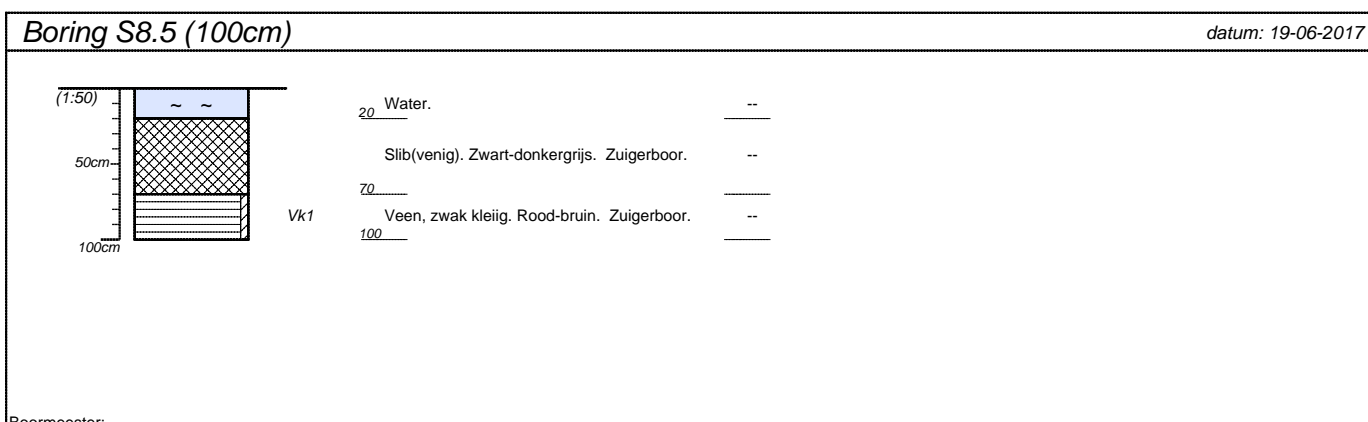 Boring S8.5 (100cm) datum: 19-06-2017
(1:50)
~ ~
20 Water. --
50cm
Slib(venig). Zwart-donkergrijs. Zuigerboor. --
70
Vk1 Veen, zwak kleiig. Rood-bruin. Zuigerboor. --
100
100cm
Boormeester: